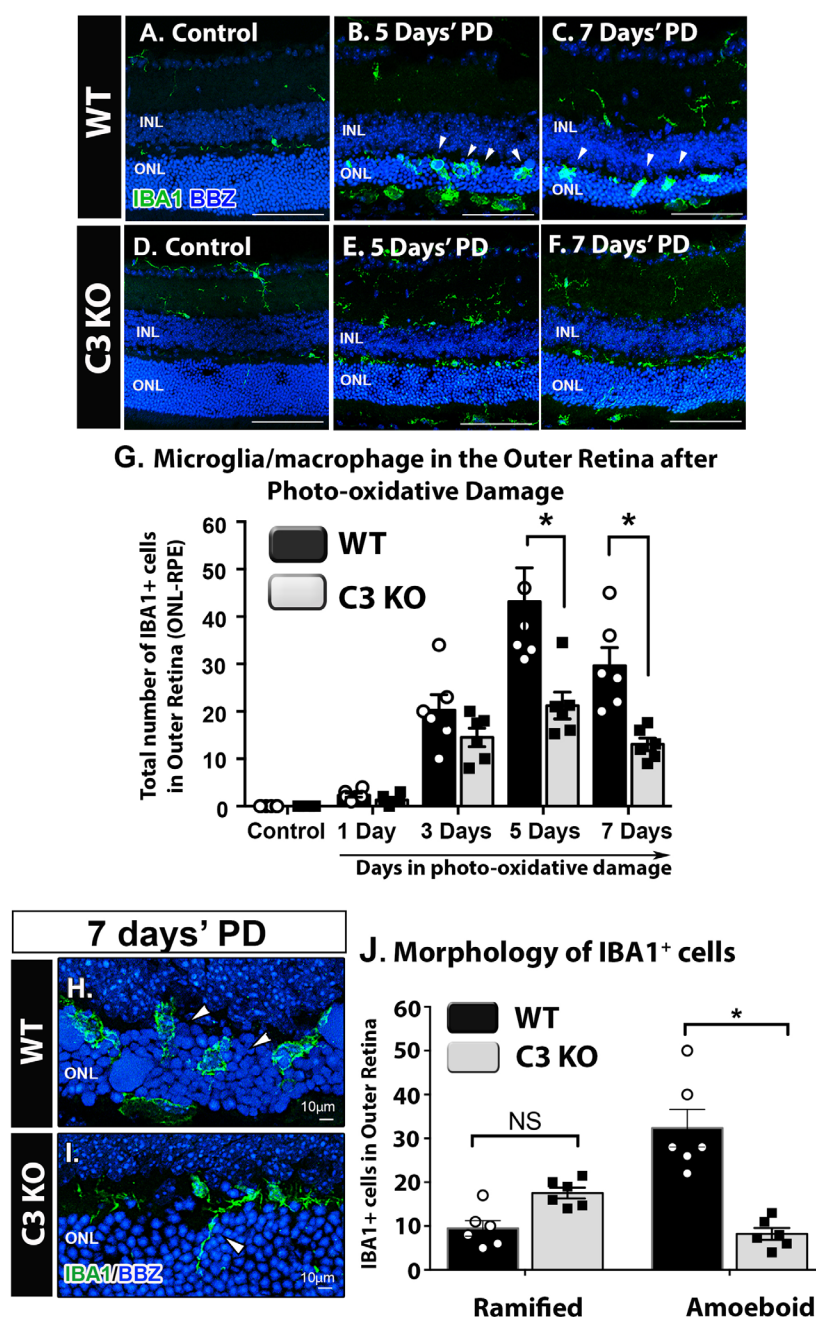 A. Control
B. 5 Days’ PD
C. 7 Days’ PD
WT
INL
ONL
IBA1 BBZ
INL
ONL
INL
ONL
D. Control
E. 5 Days’ PD
F. 7 Days’ PD
C3 KO
INL
ONL
INL
ONL
INL
ONL
G. Microglia/macrophage in the Outer Retina after
Photo-oxidative Damage
Total number of IBA1+ cells
in Outer Retina (ONL-RPE)
60
50
40
30
20
10
0
WT
C3 KO
*
*
Control 1 Day 3 Days 5 Days 7 Days
Days in photo-oxidative damage
7 days’ PD
WT
H.
ONL
10µm
C3 KO
I.
ONL
IBA1/BBZ
10µm
J. Morphology of IBA1⁺ cells
IBA1+ cells in Outer Retina
60
50
40
30
20
10
0
WT
C3 KO
NS
*
Ramified Amoeboid